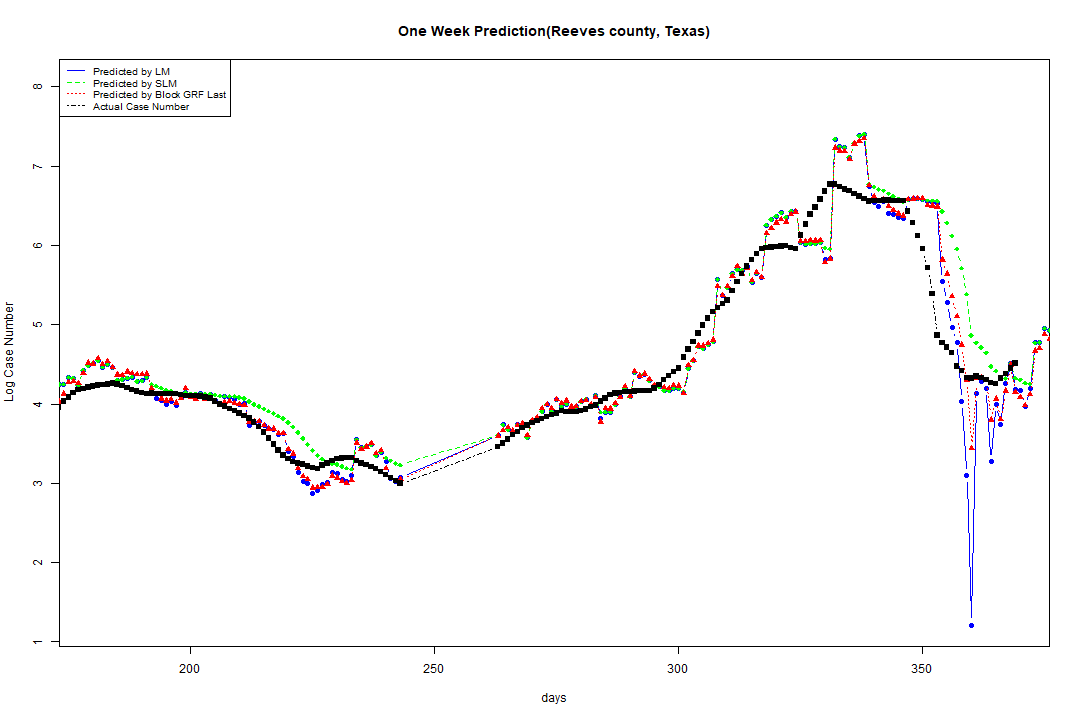 One Week Prediction(Reeves county, Texas)
Predicted by LM
Predicted by SLM
Predicted by Block GRF Last
Actual Case Number
8
7
6
5
4
3
2
1
Log Case Number
200
250
300
350
days